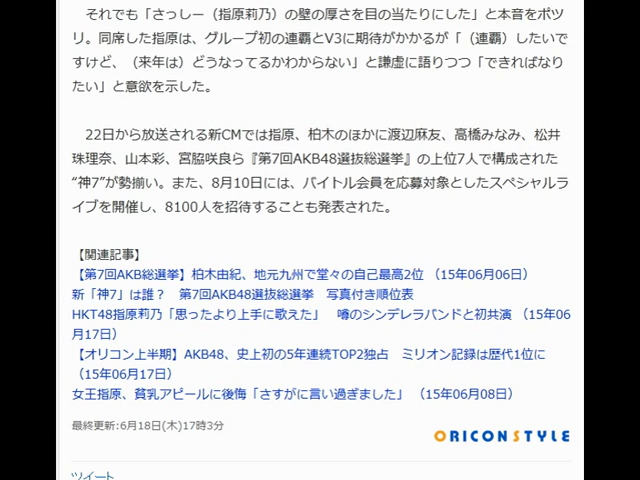 それでも「さっしー（指原莉乃）の壁の厚さを目の当たりにした」と本音をポツ
リ。同席した指原は、グループ初の連覇とV3に期待がかかるが「（連覇）したいで
すけど、（来年は）どうなってるかわからない」と謙虚に語りつつ「できればなり
たい」と意欲を示した。
22日から放送される新CMでは指原、柏木のほかに渡辺麻友、高橋みなみ、松井
珠理奈、山本彩、宮脇咲良ら『第7回AKB48選抜総選挙』の上位7人で構成された
“神7”が勢揃い。また、8月10日には、バイトル会員を応募対象としたスペシャルラ
イブを開催し、8100人を招待することも発表された。
【関連記事】
【第7回AKB総選挙】柏木由紀、地元九州で堂々の自己最高2位 （15年06月06日）
新「神7」は誰？ 第7回AKB48選抜総選挙 写真付き順位表
HKT48指原莉乃「思ったより上手に歌えた」 噂のシンデレラバンドと初共演 （15年06
月17日）
【オリコン上半期】AKB48、史上初の5年連続TOP2独占 ミリオン記録は歴代1位に
（15年06月17日）
女王指原、貧乳アピールに後悔「さすがに言い過ぎました」 （15年06月08日）
最終更新:6月18日(木)17時3分
ORICON STYLE
ツイート